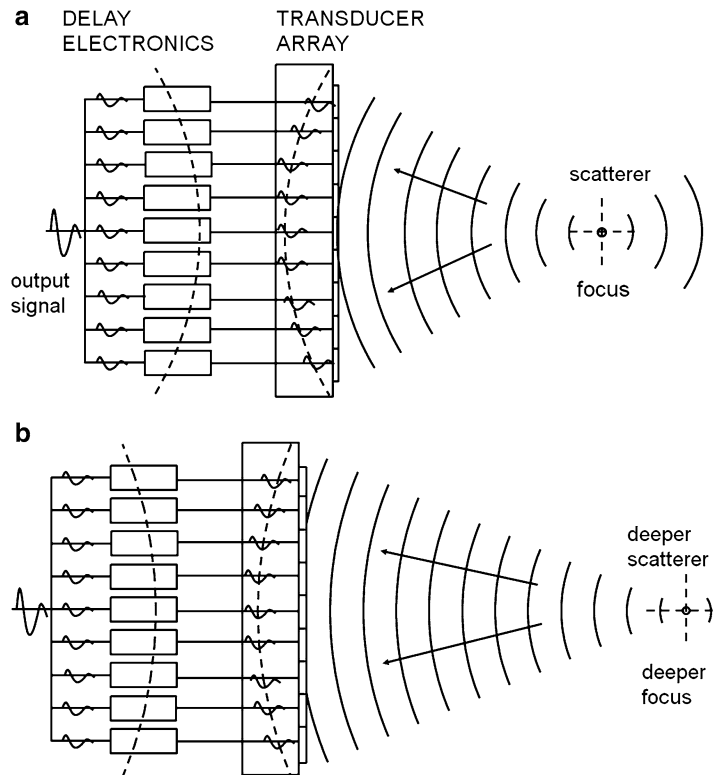 a
DELAY
ELECTRONICS
TRANSDUCER
ARRAY
scatterer
output
signal
focus
b
deeper
scatterer
deeper
focus